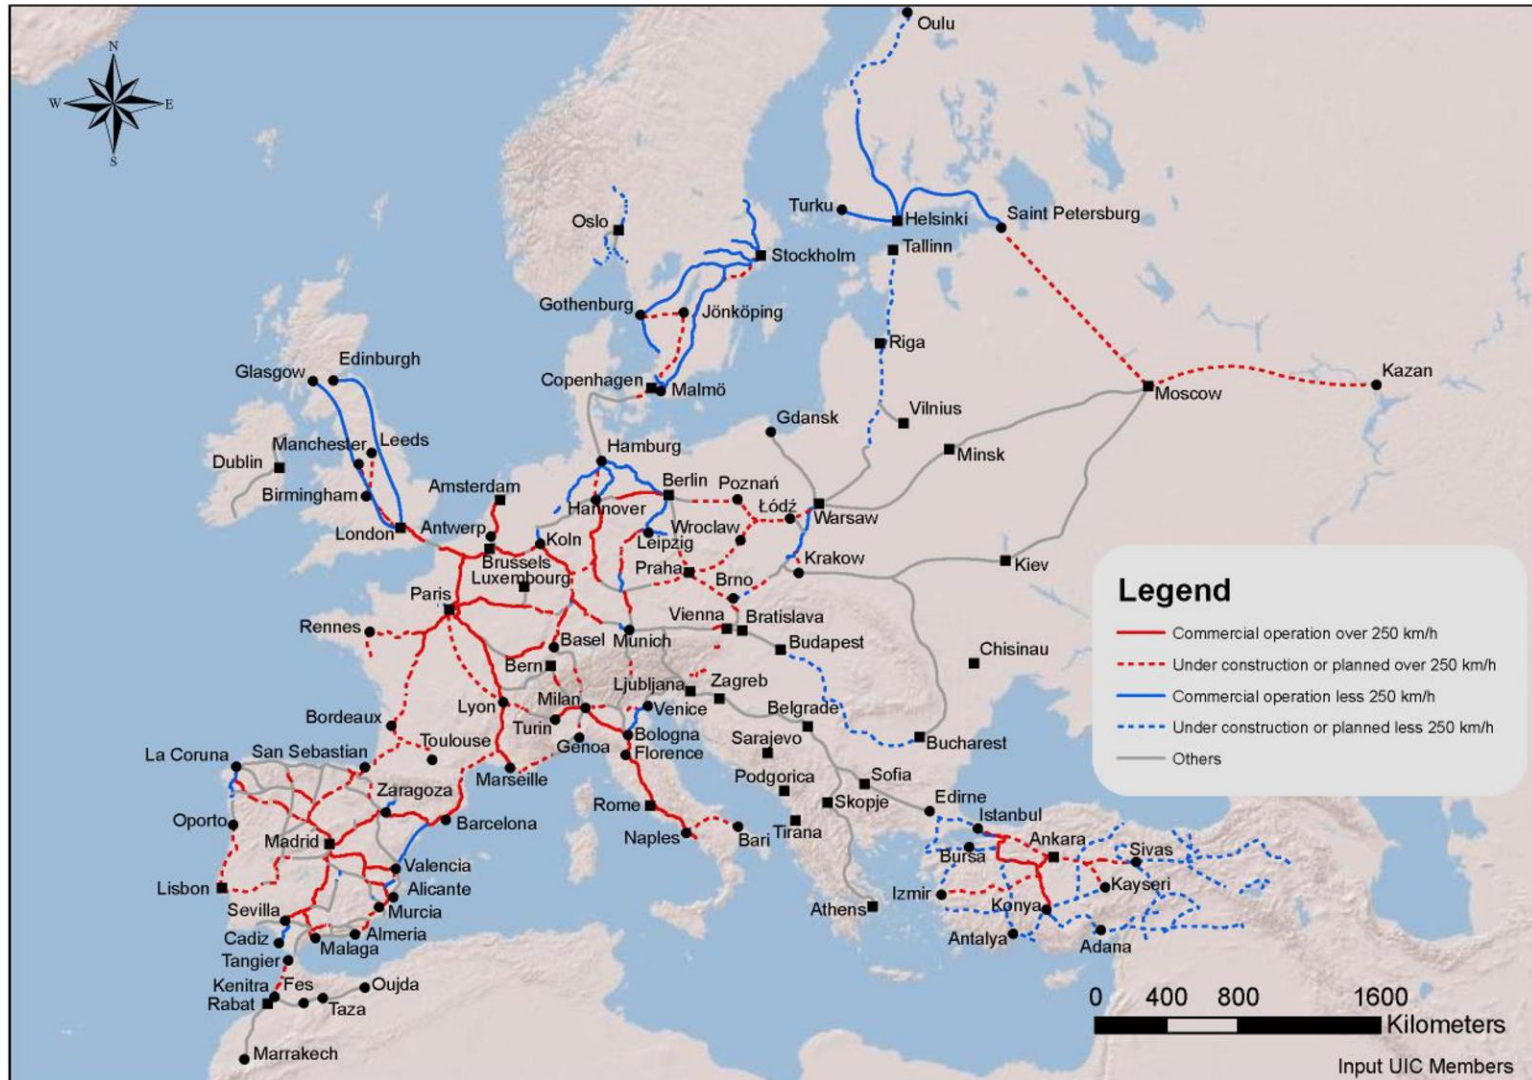 N
W E
S
Oulu
Turku
Helsinki
Saint Petersburg
Tallinn
Oslo
Stockholm
Gothenburg
Jönköping
Riga
Glasgow
Edinburgh
Copenhagen
Malmö
Kazan
Moscow
Vilnius
Gdansk
Minsk
Manchester
Leeds
Dublin
Hamburg
Birmingham
Amsterdam
Berlin
Poznań
Hannover
Łódź
Warsaw
London
Antwerp
Koln
Leipzig
Wroclaw
Brussels
Luxembourg
Praha
Krakow
Kiev
Brno
Paris
Rennes
Vienna
Bratislava
Basel
Munich
Budapest
Bern
Chisinau
Ljubljana
Zagreb
Milan
Lyon
Turin
Venice
Belgrade
Bordeaux
Toulouse
Genoa
Bologna
Florence
Sarajevo
Bucharest
La Coruna
San Sebastian
Marseille
Podgorica
Sofia
Zaragoza
Rome
Skopje
Edirne
Istanbul
Oporto
Barcelona
Naples
Bari
Tirana
Ankara
Madrid
Bursa
Sivas
Valencia
Lisbon
Alicante
Izmir
Kayseri
Sevilla
Murcia
Athens
Konya
Cadiz
Malaga
Almeria
Antalya
Adana
Tangier
Kenitra
Fes
Oujda
Rabat
Taza
Marrakech
Legend
Commercial operation over 250 km/h
Under construction or planned over 250 km/h
Commercial operation less 250 km/h
Under construction or planned less 250 km/h
Others
0 400 800 1600
Kilometers
Input UIC Members